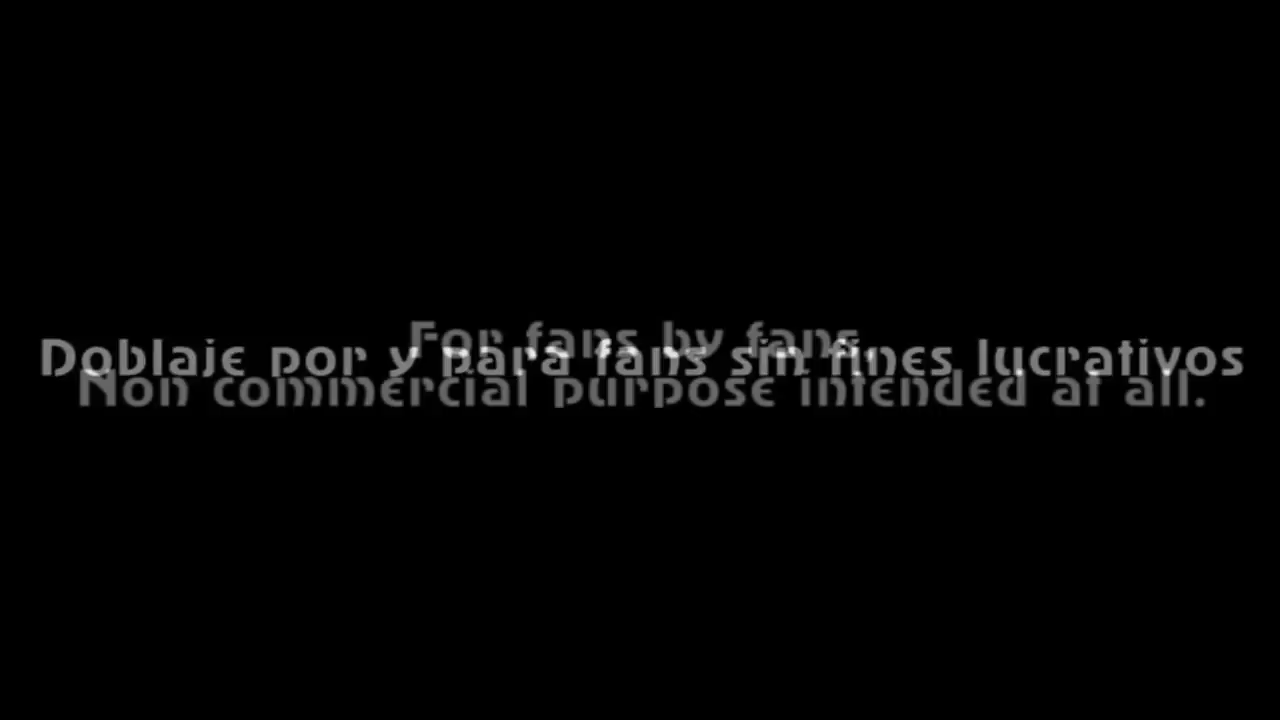 For fans by fans.
Doblaje por y para fans sin fines lucrativos
Non commercial purpose intended at all.